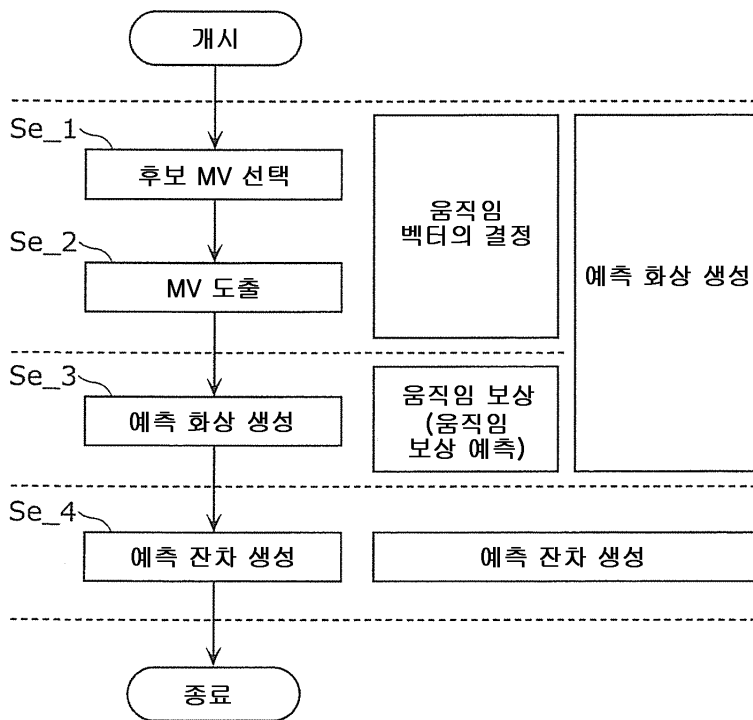 개시
Se_1
후보 MV 선택
움직임
벡터의 결정
예측 화상 생성
Se_2
MV 도출
Se_3
예측 화상 생성
움직임 보상
(움직임
보상 예측)
Se_4
예측 잔차 생성
예측 잔차 생성
종료